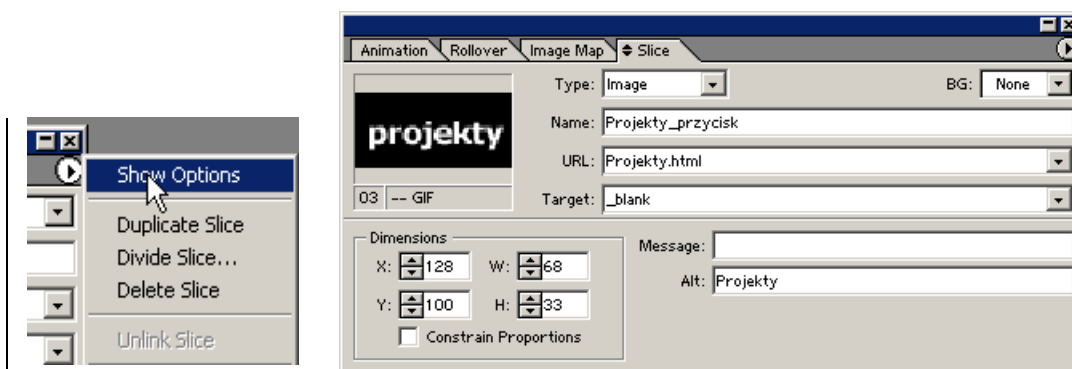 Show Options
Duplicate Slice
Divide Slice...
Delete Slice
Unlink Slice
Animation Rollover Image Map Slice
Type: Image BG: None
projekty
Name: Projekty_przycisk
URL: Projekty.html
03 -- GIF Target: _blank
Dimensions
Message:
X: 128 W: 68
Alt: Projekty
Y: 100 H: 33
Constrain Proportions